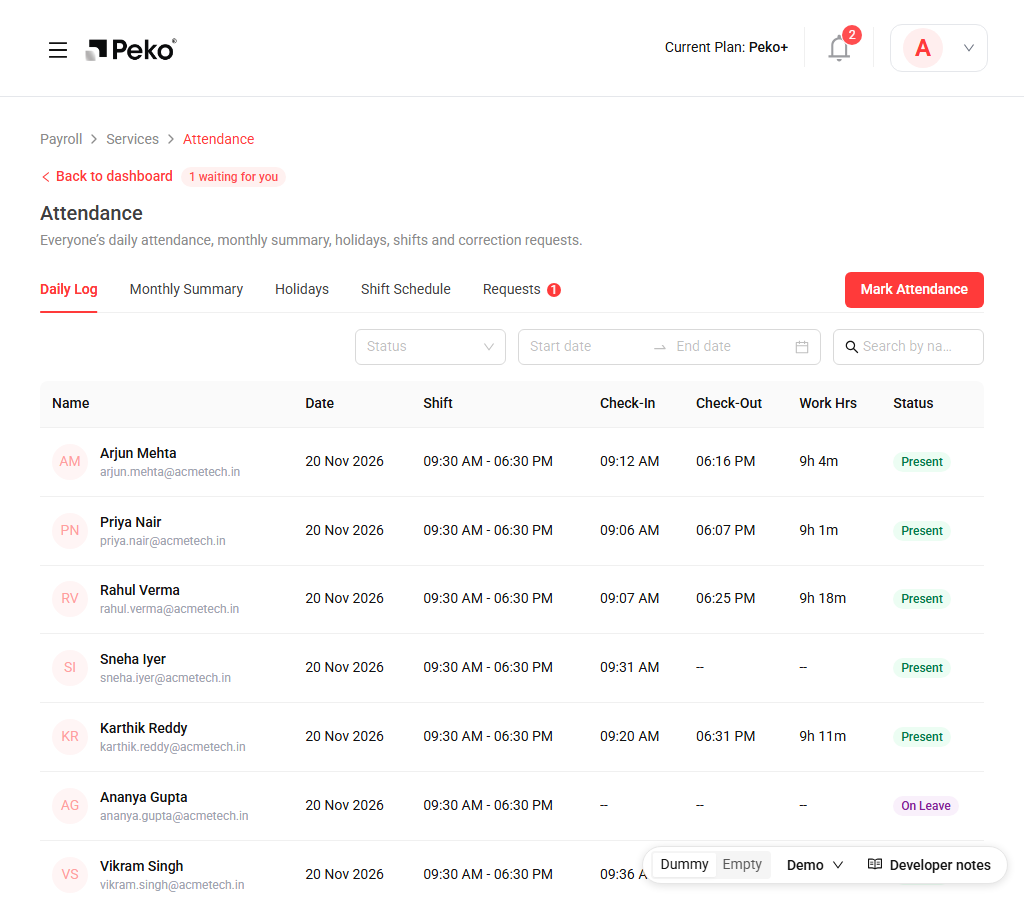 Peko®
Current Plan: Peko+
2
A
Payroll > Services > Attendance
< Back to dashboard 1 waiting for you
Attendance
Everyone's daily attendance, monthly summary, holidays, shifts and correction requests.
Daily Log Monthly Summary Holidays Shift Schedule Requests 1 Mark Attendance
Status Start date → End date Search by na...
Name Date Shift Check-In Check-Out Work Hrs Status
AM Arjun Mehta 20 Nov 2026 09:30 AM - 06:30 PM 09:12 AM 06:16 PM 9h 4m Present
arjun.mehta@acmetech.in
PN Priya Nair 20 Nov 2026 09:30 AM - 06:30 PM 09:06 AM 06:07 PM 9h 1m Present
priya.nair@acmetech.in
RV Rahul Verma 20 Nov 2026 09:30 AM - 06:30 PM 09:07 AM 06:25 PM 9h 18m Present
rahul.verma@acmetech.in
SI Sneha Iyer 20 Nov 2026 09:30 AM - 06:30 PM 09:31 AM -- -- Present
sneha.iyer@acmetech.in
KR Karthik Reddy 20 Nov 2026 09:30 AM - 06:30 PM 09:20 AM 06:31 PM 9h 11m Present
karthik.reddy@acmetech.in
AG Ananya Gupta 20 Nov 2026 09:30 AM - 06:30 PM -- -- -- On Leave
ananya.gupta@acmetech.in
VS Vikram Singh 20 Nov 2026 09:30 AM - 06:30 PM 09:36
vikram.singh@acmetech.in
Dummy Empty Demo Developer notes